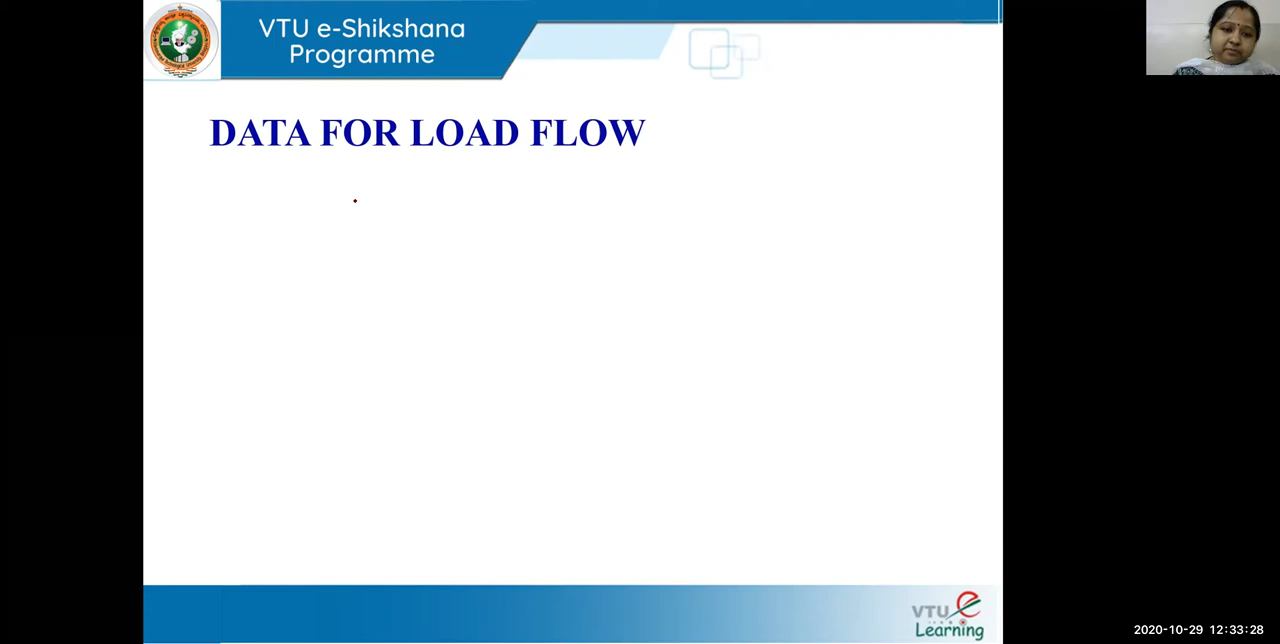 VTU e-Shikshana
Programme
DATA FOR LOAD FLOW
VTU e
Learning
2020-10-29 12:33:28